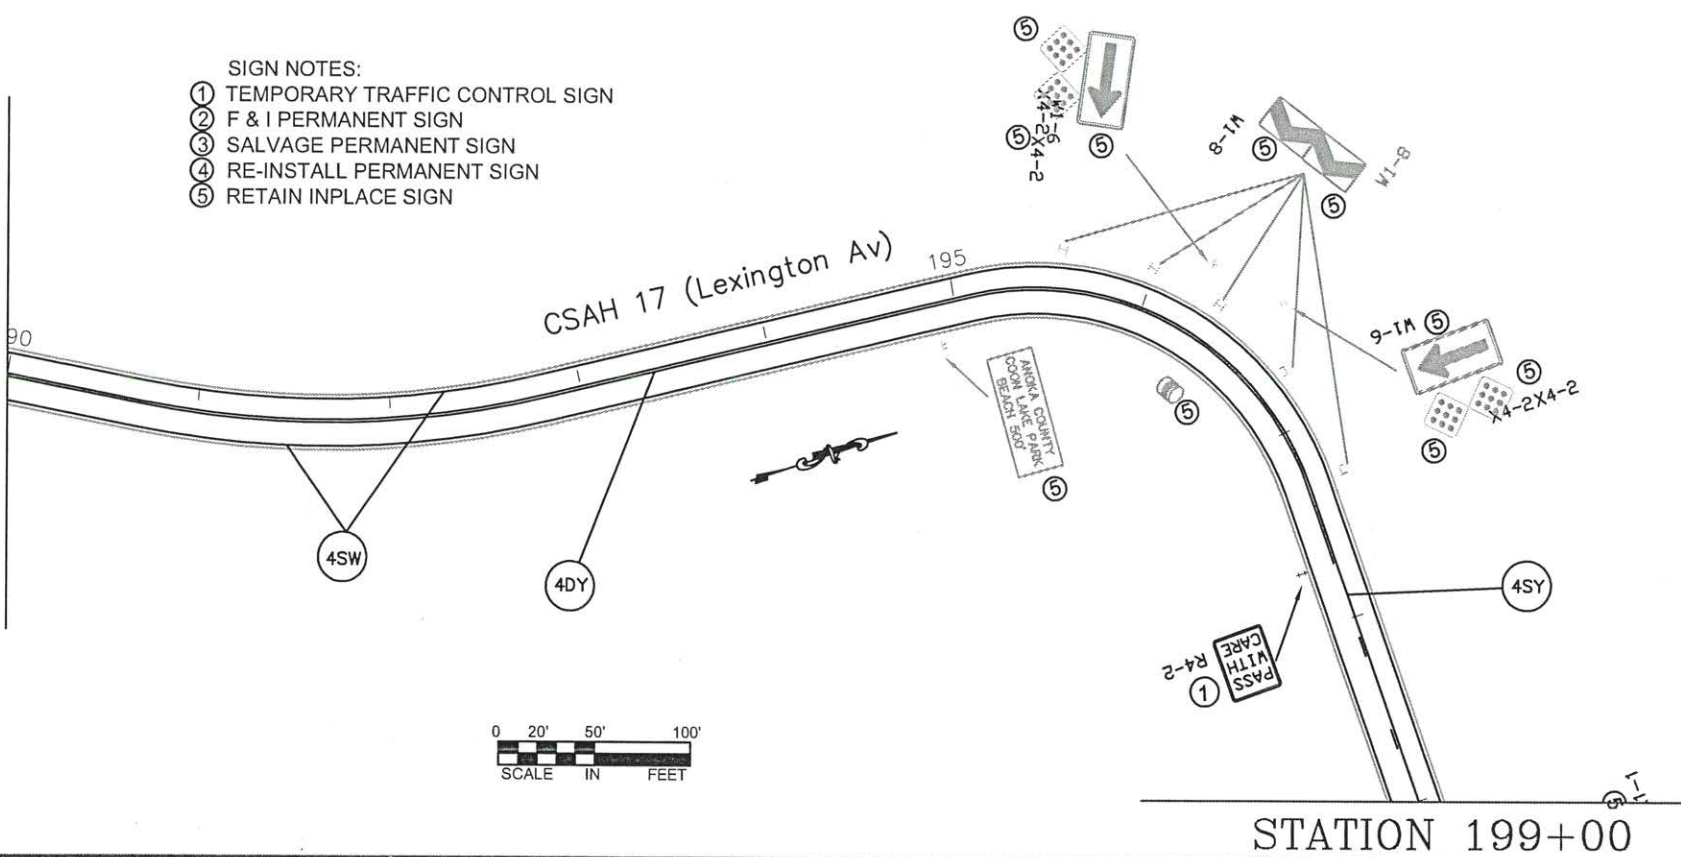 SIGN NOTES:
① TEMPORARY TRAFFIC CONTROL SIGN
② F & I PERMANENT SIGN
③ SALVAGE PERMANENT SIGN
④ RE-INSTALL PERMANENT SIGN
⑤ RETAIN INPLACE SIGN
⑤
W1-6
X4-2X4-2
⑤
⑤
W1-8
⑤
W1-8
⑤
CSAH 17 (Lexington Av)
195
90
W1-6
⑤
⑤
X4-2X4-2
⑤
⑤
ANOKA COUNTY
COON LAKE PARK
BEACH 500'
⑤
4SW
4DY
4SY
PASS
WITH
CARE
R4-2
①
0 20' 50' 100'
SCALE IN FEET
1-1
⑤
STATION 199+00